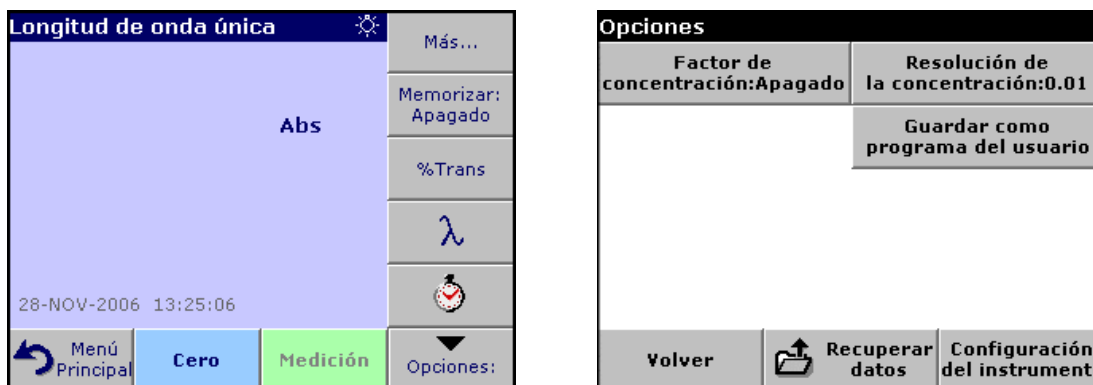 Longitud de onda única
Más...
Memorizar:
Apagado
Abs
%Trans
λ
28-NOV-2006 13:25:06
Menú
Principal
Cero
Medición
Opciones:
Opciones
Factor de
concentración:Apagado
Resolución de
la concentración:0.01
Guardar como
programa del usuario
Volver
Recuperar
datos
Configuración
del instrument